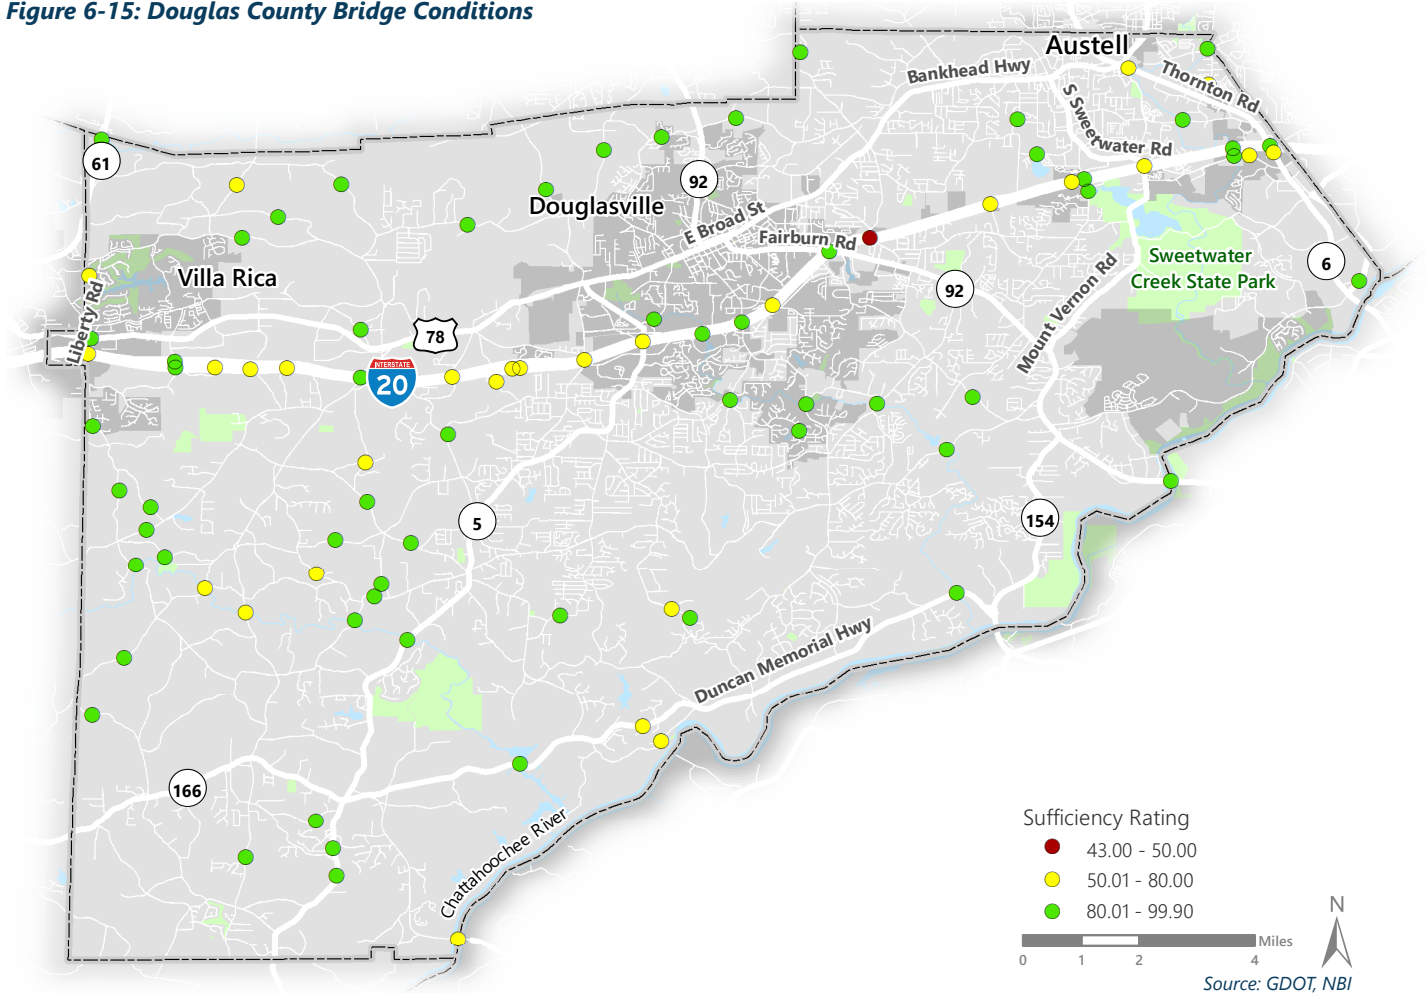 Figure 6-15: Douglas County Bridge Conditions
Austell
Bankhead Hwy
Thornton Rd
S Sweetwater Rd
61
92
Douglasville
E Broad St
Fairburn Rd
Villa Rica
Liberty Rd
Sweetwater
Creek State Park
6
92
Mount Vernon Rd
78
INTERSTATE
20
5
154
Duncan Memorial Hwy
166
Chattahoochee River
Sufficiency Rating
43.00 - 50.00
50.01 - 80.00
80.01 - 99.90
N
Miles
0 1 2 4
Source: GDOT, NBI